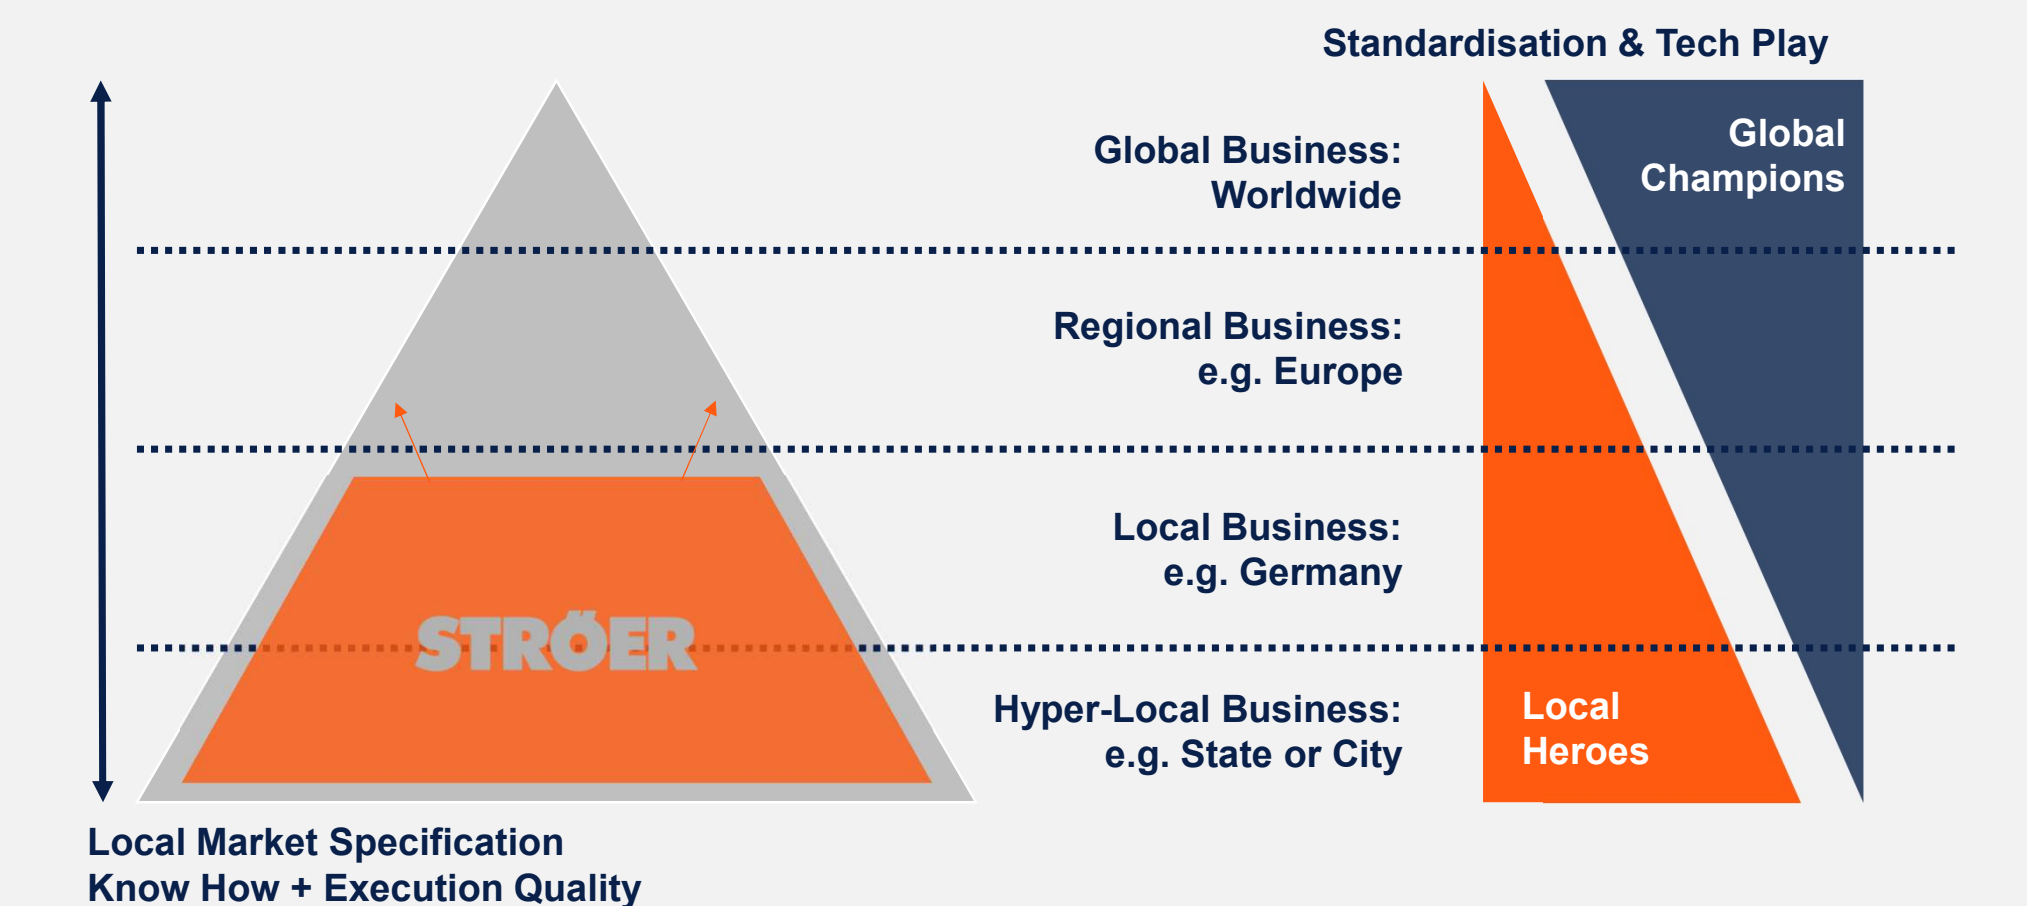 Standardisation & Tech Play
Global
Champions
Global Business:
Worldwide
Regional Business:
e.g. Europe
Local Business:
e.g. Germany
STRÖER
Hyper-Local Business:
e.g. State or City
Local
Heroes
Local Market Specification
Know How + Execution Quality